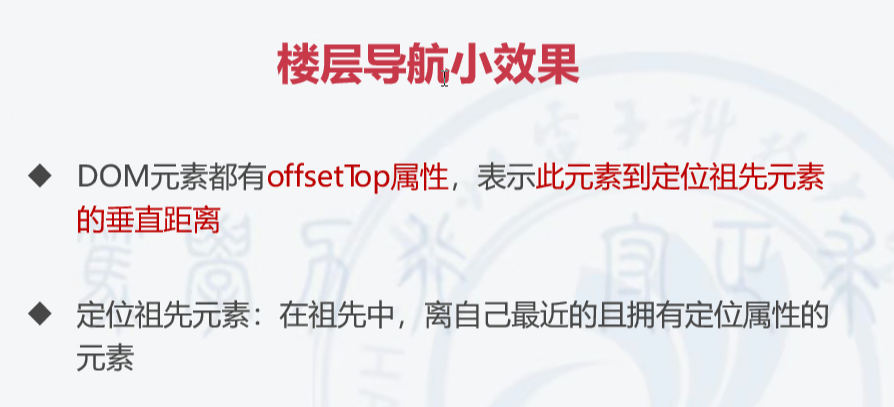 楼层导航小效果
◆ DOM元素都有offsetTop属性，表示此元素到定位祖先元素
的垂直距离
◆ 定位祖先元素：在祖先中，离自己最近的且拥有定位属性的
元素